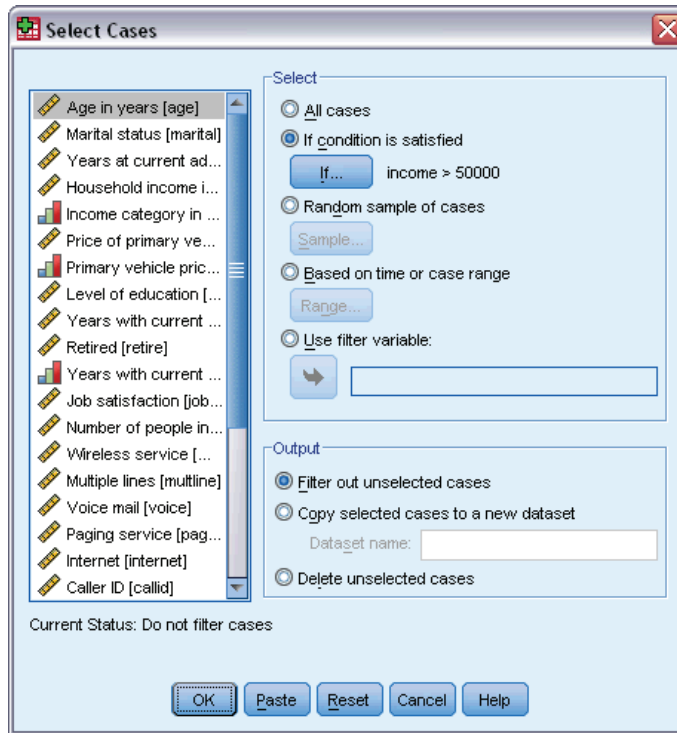 Select Cases
Age in years [age]
Marital status [marital]
Years at current ad...
Household income i...
Income category in ...
Price of primary ve...
Primary vehicle pric...
Level of education [...
Years with current ...
Retired [retire]
Years with current ...
Job satisfaction [job...
Number of people in...
Wireless service [...
Multiple lines [multline]
Voice mail [voice]
Paging service [pag...
Internet [internet]
Caller ID [callid]
Current Status: Do not filter cases
Select
All cases
If condition is satisfied
If... income > 50000
Random sample of cases
Sample...
Based on time or case range
Range...
Use filter variable:
Output
Filter out unselected cases
Copy selected cases to a new dataset
Dataset name:
Delete unselected cases
OK Paste Reset Cancel Help